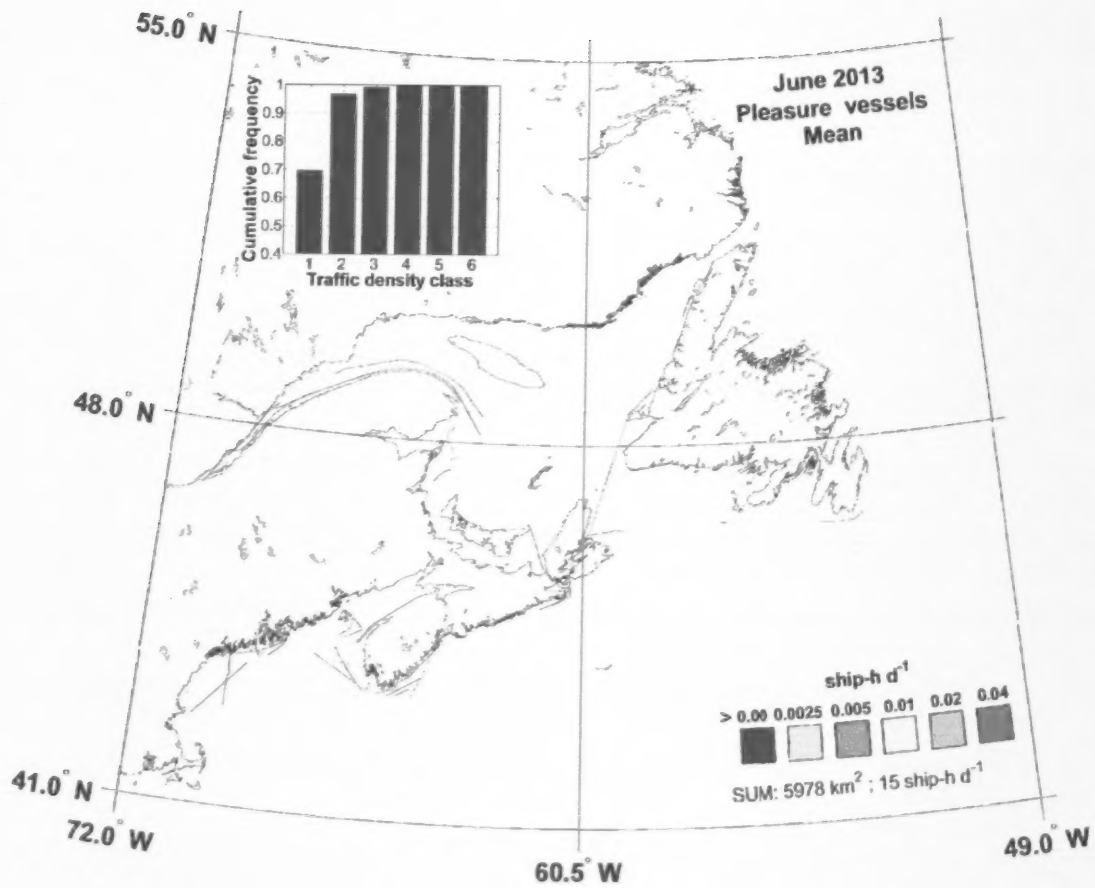 55.0° N
June 2013
Pleasure vessels
Mean
Cumulative frequency
1
0.9
0.8
0.7
0.6
0.5
0.4
1 2 3 4 5 6
Traffic density class
48.0° N
ship-h d⁻¹
> 0.00 0.0025 0.005 0.01 0.02 0.04
SUM: 5978 km² ; 15 ship-h d⁻¹
41.0° N
72.0° W
60.5° W
49.0° W